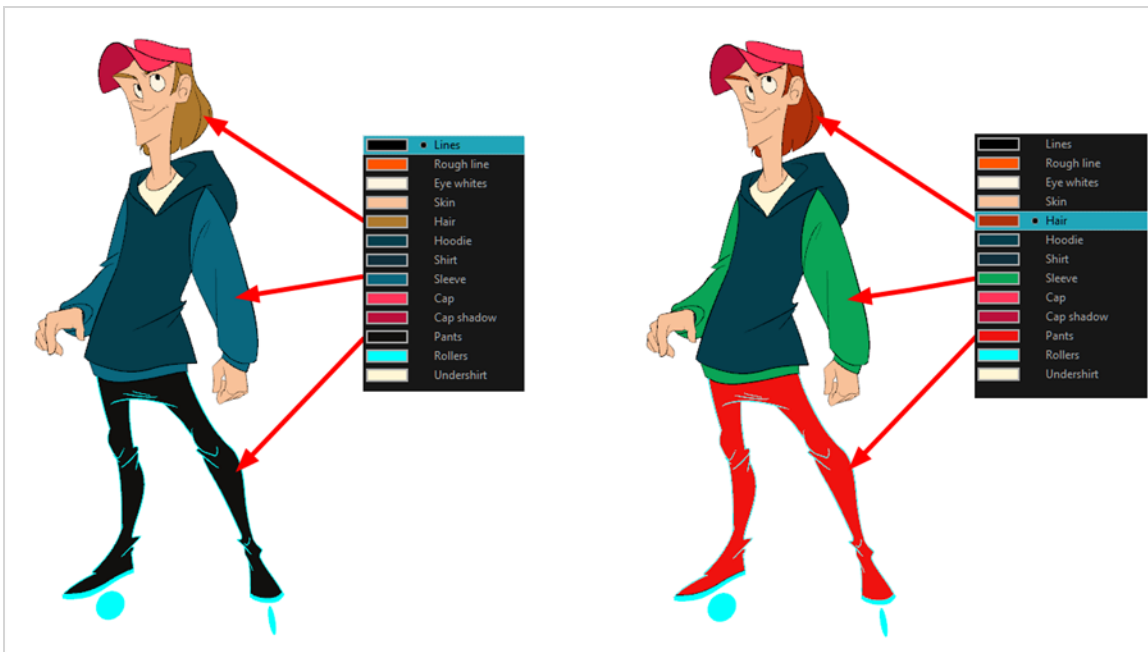 Lines
Rough line
Eye whites
Skin
Hair
Hoodie
Shirt
Sleeve
Cap
Cap shadow
Pants
Rollers
Undershirt
Lines
Rough line
Eye whites
Skin
Hair
Hoodie
Shirt
Sleeve
Cap
Cap shadow
Pants
Rollers
Undershirt